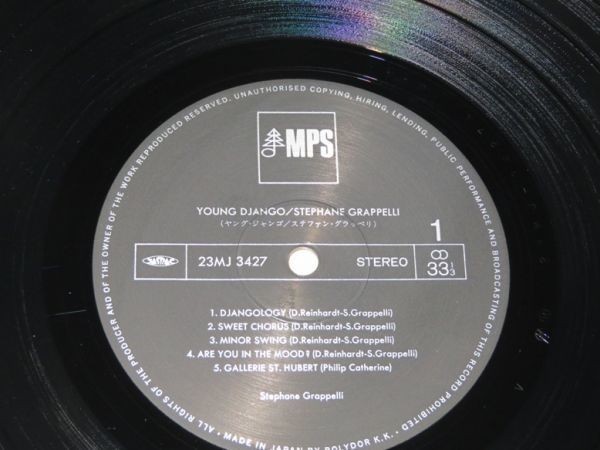 ALL RIGHTS OF THE PRODUCER AND OF THE OWNER OF THE WORK REPRODUCED RESERVED. UNAUTHORISED COPYING, HIRING, LENDING, PUBLIC PERFORMANCE AND BROADCASTING OF THIS RECORD PROHIBITED
MPS
YOUNG DJANGO/STEPHANE GRAPPELLI
(ヤング・ジャンゴ/ステファン・グラッペリ)
1
23MJ 3427
STEREO
33 1/3
1. DJANGOLOGY (D.Reinhardt-S.Grappelli)
2. SWEET CHORUS (D.Reinhardt-S.Grappelli)
3. MINOR SWING (D.Reinhardt-S.Grappelli)
4. ARE YOU IN THE MOOD? (D.Reinhardt-S.Grappelli)
5. GALLERIE ST. HUBERT (Philip Catherine)
Stephane Grappelli
• MADE IN JAPAN BY POLYDOR K.K. •